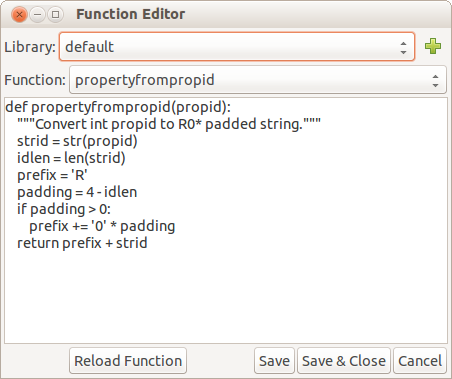 Function Editor
Library: default
Function: propertyfrompropid
def propertyfrompropid(propid):
"""Convert int propid to R0* padded string."""
strid = str(propid)
idlen = len(strid)
prefix = 'R'
padding = 4 - idlen
if padding > 0:
prefix += '0' * padding
return prefix + strid
Reload Function Save Save & Close Cancel